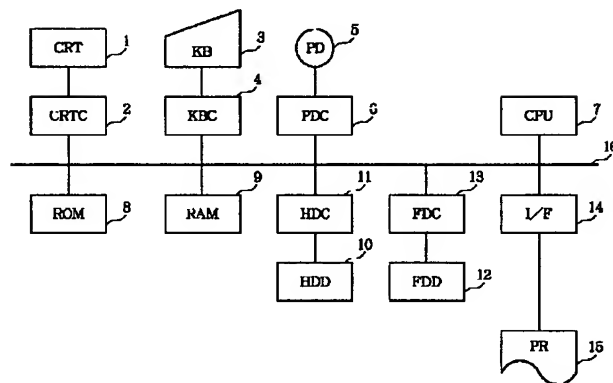 CRT 1 KB 3 PD 5
4
CRTC 2 KBC PDC 6 CPU 7
16
9 11 13
ROM 8 RAM HDC FDC I/F 14
10
HDD FDD 12
PR 15